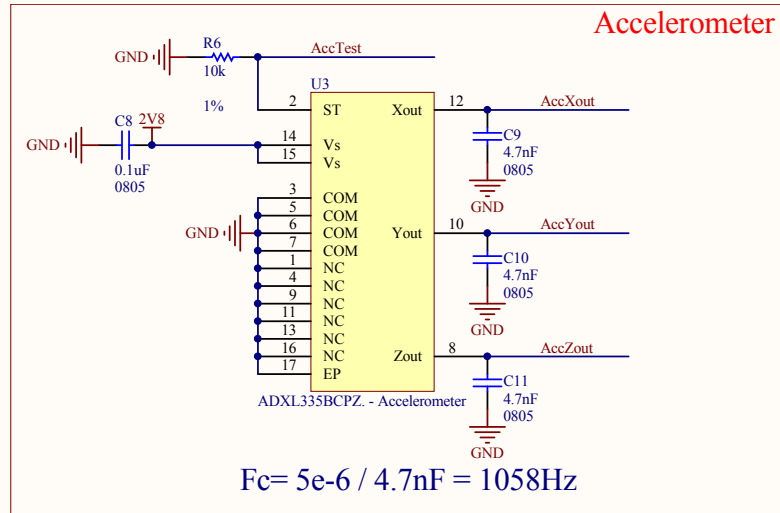 Accelerometer
R6
AccTest
GND
10k
U3
1%
2 ST Xout 12 AccXout
C8 2V8
14 Vs
C9
GND
15 Vs
4.7nF
0.1uF
0805
0805
3 COM
GND
5 COM
GND 6 COM Yout 10 AccYout
7 COM
1 NC
C10
4 NC
4.7nF
9 NC
0805
11 NC
GND
13 NC
16 NC Zout 8 AccZout
17 EP
C11
4.7nF
ADXL335BCPZ. - Accelerometer
0805
GND
Fc= 5e-6 / 4.7nF = 1058Hz